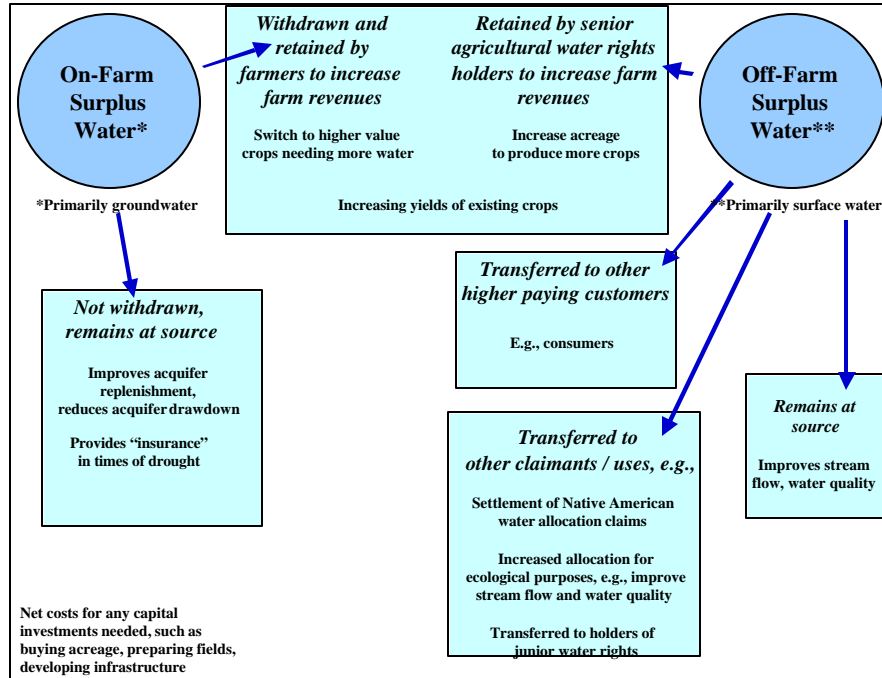 On-Farm
Surplus
Water*
*Primarily groundwater
Withdrawn and
retained by
farmers to increase
farm revenues
Switch to higher value
crops needing more water
Retained by senior
agricultural water rights
holders to increase farm
revenues
Increase acreage
to produce more crops
Increasing yields of existing crops
Off-Farm
Surplus
Water**
**Primarily surface water
Not withdrawn,
remains at source
Improves acquifer
replenishment,
reduces acquifer drawdown
Provides “insurance”
in times of drought
Transferred to other
higher paying customers
E.g., consumers
Transferred to
other claimants / uses, e.g.,
Settlement of Native American
water allocation claims
Increased allocation for
ecological purposes, e.g., improve
stream flow and water quality
Transferred to holders of
junior water rights
Remains at
source
Improves stream
flow, water quality
Net costs for any capital
investments needed, such as
buying acreage, preparing fields,
developing infrastructure